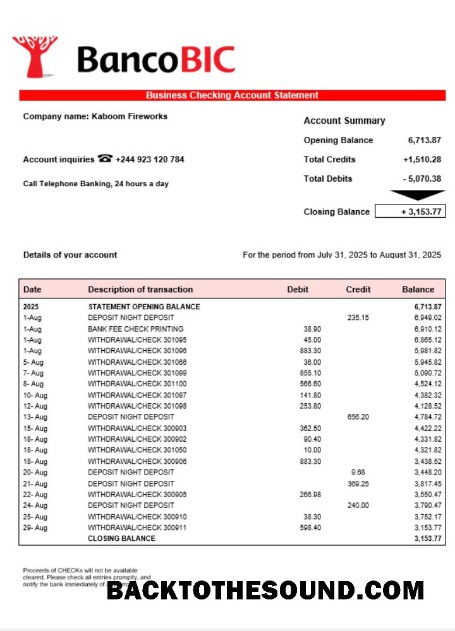 BancoBIC
Business Checking Account Statement
Company name: Kaboom Fireworks
Account Summary
Opening Balance 6,713.87
Account inquiries ☎ +244 923 120 784
Total Credits +1,510.28
Call Telephone Banking, 24 hours a day
Total Debits - 5,070.38
Closing Balance + 3,153.77
Details of your account For the period from July 31, 2025 to August 31, 2025
Date Description of transaction Debit Credit Balance
2025 STATEMENT OPENING BALANCE 6,713.87
1-Aug DEPOSIT NIGHT DEPOSIT 235.15 6,949.02
1-Aug BANK FEE CHECK PRINTING 38.90 6,910.12
1-Aug WITHDRAWAL/CHECK 301095 45.00 6,865.12
1-Aug WITHDRAWAL/CHECK 301096 883.30 5,981.82
5- Aug WITHDRAWAL/CHECK 301066 36.00 5,945.82
7- Aug WITHDRAWAL/CHECK 301099 855.10 5,090.72
8- Aug WITHDRAWAL/CHECK 301100 566.60 4,524.12
10- Aug WITHDRAWAL/CHECK 301097 141.80 4,382.32
12- Aug WITHDRAWAL/CHECK 301098 253.80 4,128.52
13- Aug DEPOSIT NIGHT DEPOSIT 656.20 4,784.72
15- Aug WITHDRAWAL/CHECK 300903 362.50 4,422.22
18- Aug WITHDRAWAL/CHECK 300902 90.40 4,331.82
18- Aug WITHDRAWAL/CHECK 301050 10.00 4,321.82
18- Aug WITHDRAWAL/CHECK 300906 883.30 3,438.52
20- Aug DEPOSIT NIGHT DEPOSIT 9.68 3,448.20
21- Aug DEPOSIT NIGHT DEPOSIT 369.25 3,817.45
22- Aug WITHDRAWAL/CHECK 300905 266.98 3,550.47
24- Aug DEPOSIT NIGHT DEPOSIT 240.00 3,790.47
25- Aug WITHDRAWAL/CHECK 300910 38.30 3,752.17
29- Aug WITHDRAWAL/CHECK 300911 598.40 3,153.77
CLOSING BALANCE 3,153.77
Proceeds of CHECKs will not be available
cleared. Please check all entries promptly, and
notify the bank immediately of
BACKTOTHESOUND.COM